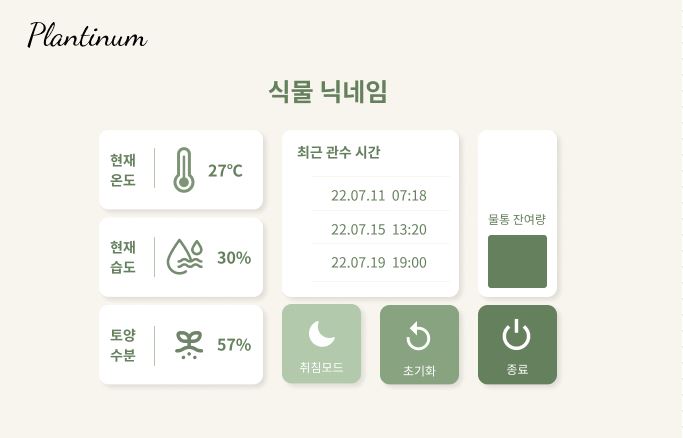 Plantinum
식물 닉네임
현재
온도
27°C
현재
습도
30%
토양
수분
57%
최근 관수 시간
22.07.11 07:18
22.07.15 13:20
22.07.19 19:00
물통 잔여량
취침모드
초기화
종료